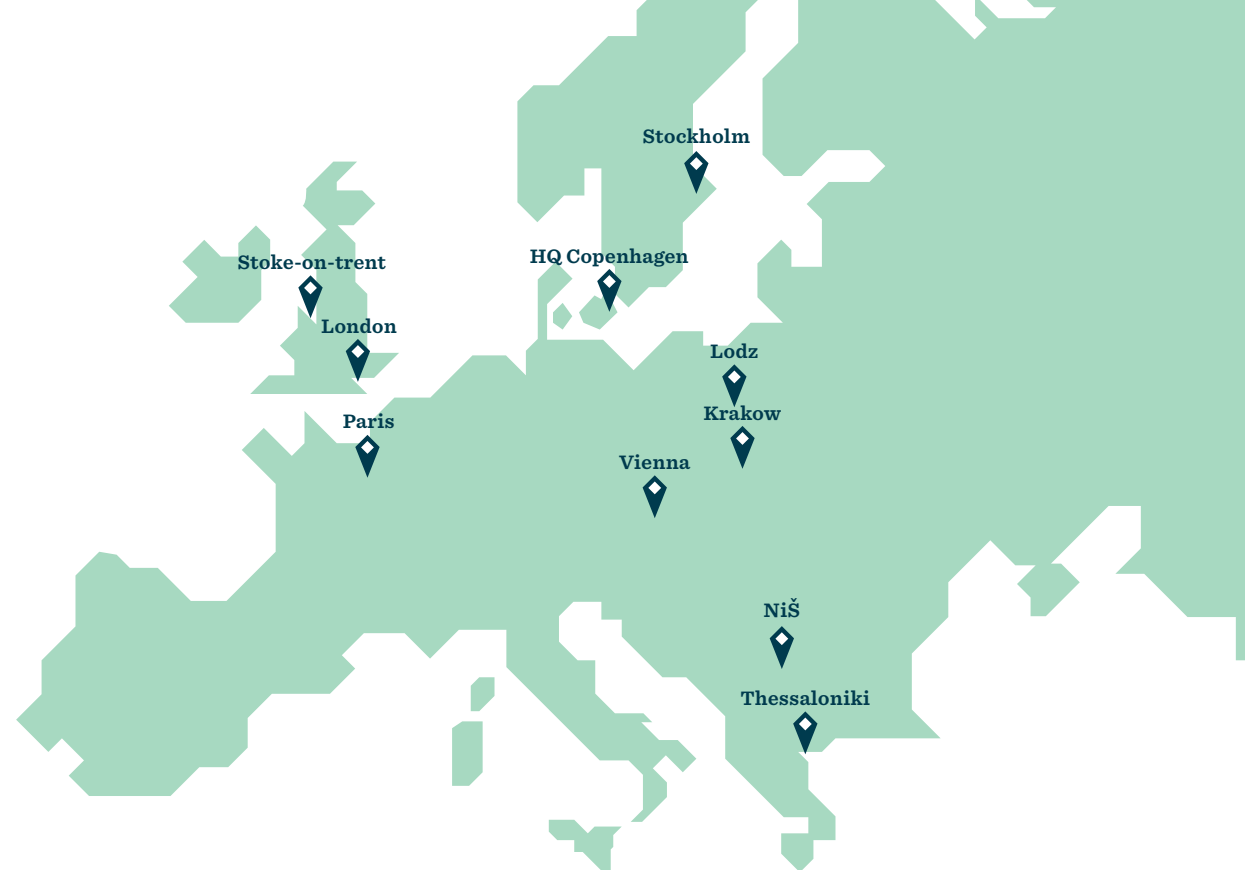 Stockholm
HQ Copenhagen
Stoke-on-trent
London
Lodz
Krakow
Paris
Vienna
NiŠ
Thessaloniki